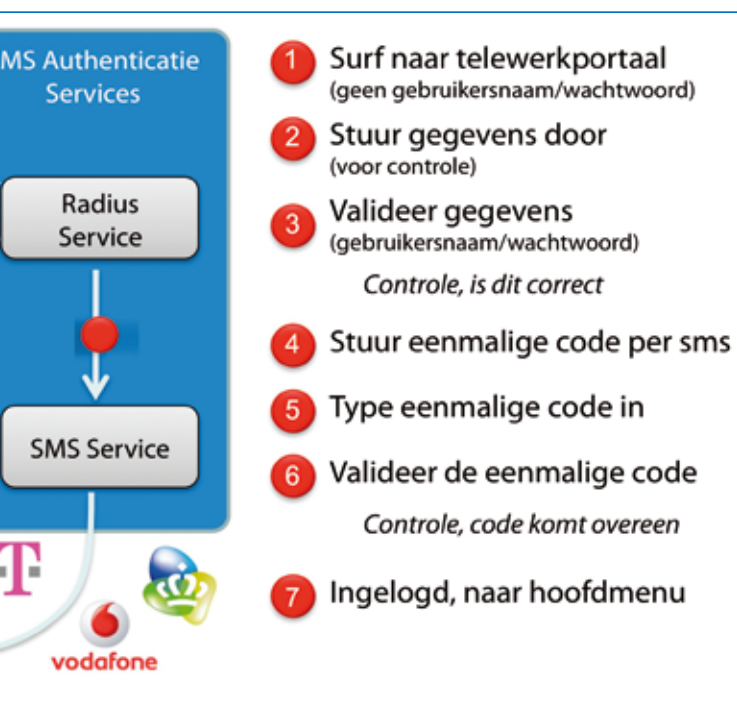 MS Authenticatie
Services
Radius
Service
SMS Service
T
vodafone
1 Surf naar telewerkportaal
(geen gebruikersnaam/wachtwoord)
2 Stuur gegevens door
(voor controle)
3 Valideer gegevens
(gebruikersnaam/wachtwoord)
Controle, is dit correct
4 Stuur eenmalige code per sms
5 Type eenmalige code in
6 Valideer de eenmalige code
Controle, code komt overeen
7 Ingelogd, naar hoofdmenu